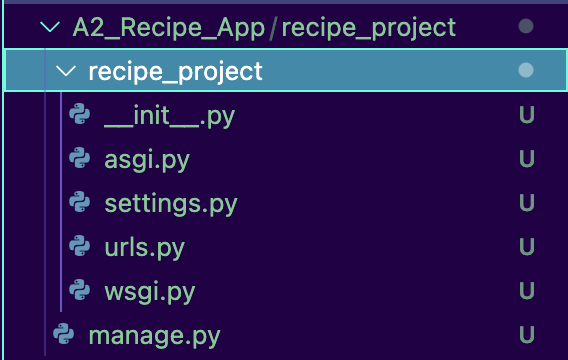 A2_Recipe_App/recipe_project
recipe_project
__init__.py U
asgi.py U
settings.py U
urls.py U
wsgi.py U
manage.py U